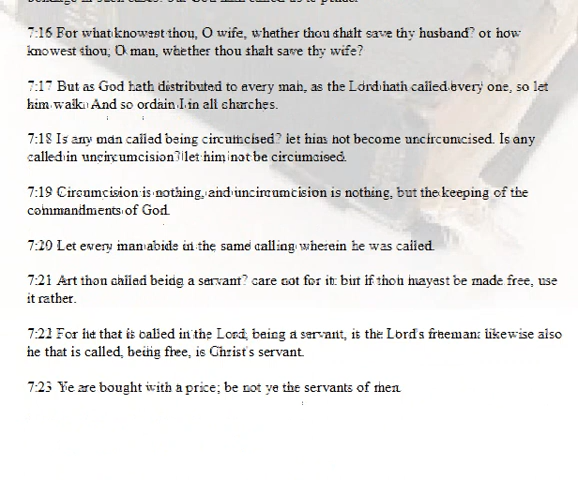 7:16 For what knowest thou, O wife, whether thou shalt save thy husband? or how
knowest thou, O man, whether thou shalt save thy wife?
7:17 But as God hath distributed to every man, as the Lord hath called every one, so let
him walk. And so ordain I in all churches.
7:18 Is any man called being circumcised? let him not become uncircumcised. Is any
called in uncircumcision? let him not be circumcised.
7:19 Circumcision is nothing, and uncircumcision is nothing, but the keeping of the
commandments of God.
7:20 Let every man abide in the same calling wherein he was called.
7:21 Art thou called being a servant? care not for it: but if thou mayest be made free, use
it rather.
7:22 For he that is called in the Lord, being a servant, is the Lord's freeman: likewise also
he that is called, being free, is Christ's servant.
7:23 Ye are bought with a price; be not ye the servants of men.